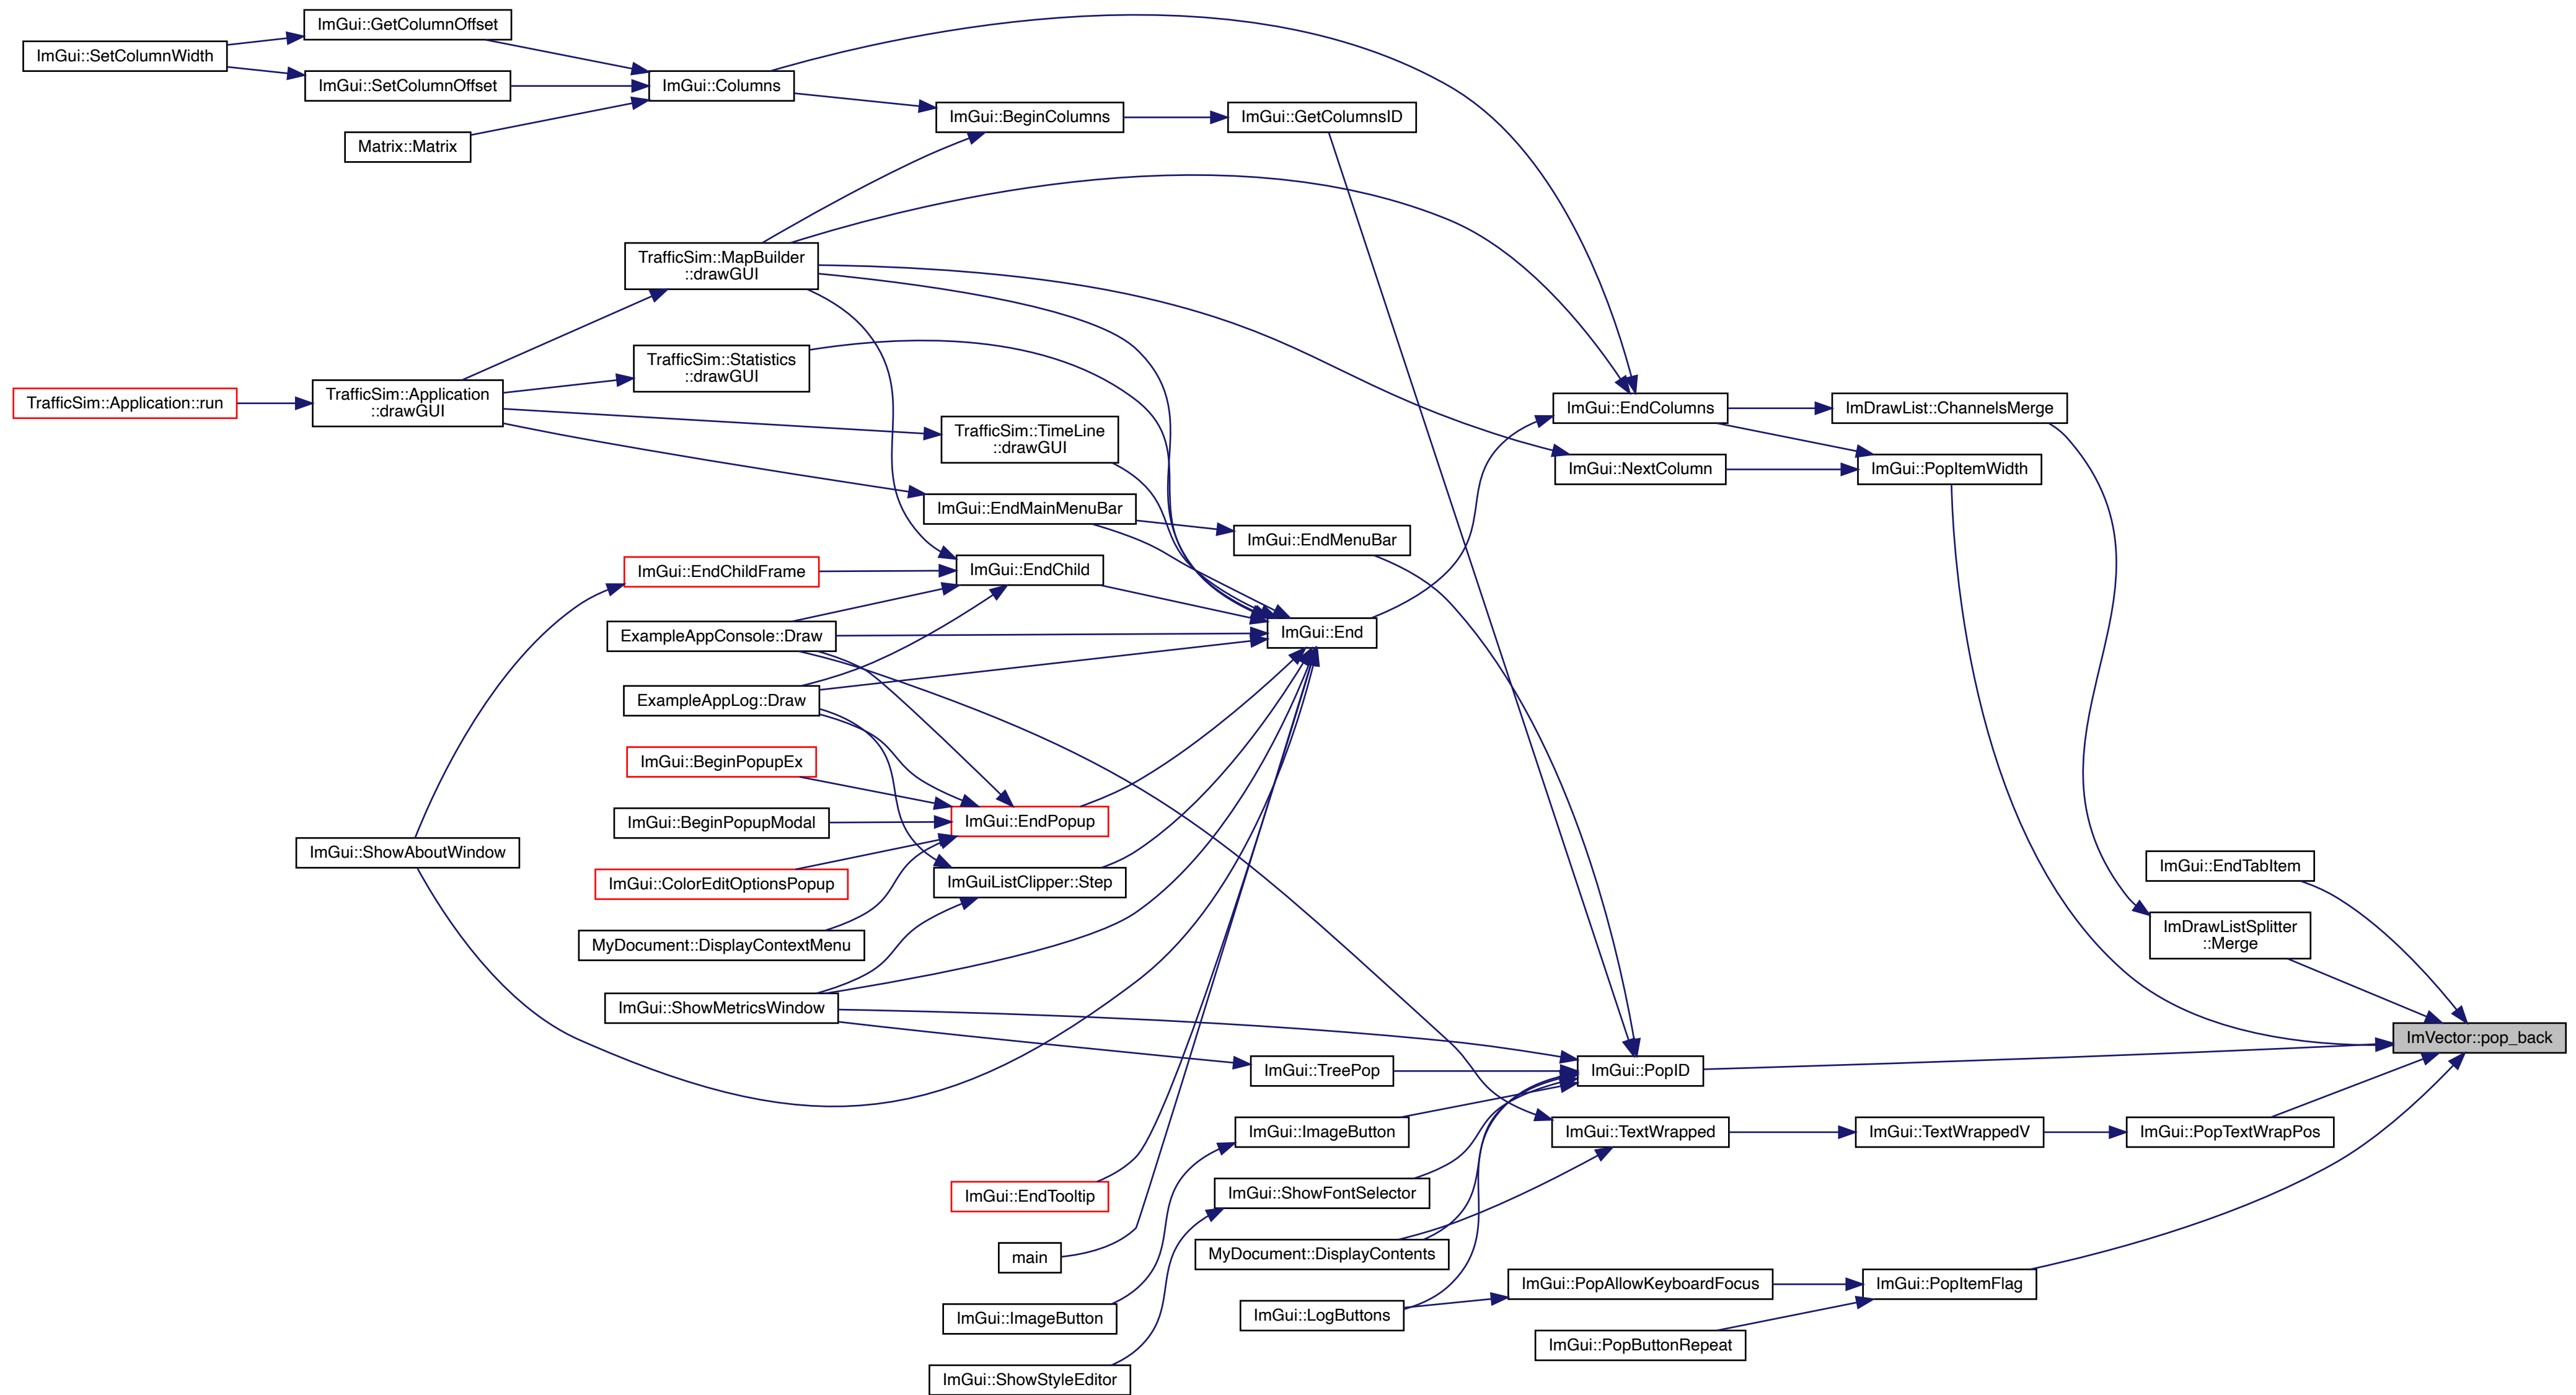 ImGui::GetColumnOffset
ImGui::SetColumnWidth
ImGui::SetColumnOffset
ImGui::Columns
Matrix::Matrix
ImGui::BeginColumns
ImGui::GetColumnsID
TrafficSim::MapBuilder
::drawGUI
TrafficSim::Statistics
::drawGUI
TrafficSim::Application::run
TrafficSim::Application
::drawGUI
TrafficSim::TimeLine
::drawGUI
ImGui::EndColumns
ImDrawList::ChannelsMerge
ImGui::NextColumn
ImGui::PopItemWidth
ImGui::EndMainMenuBar
ImGui::EndMenuBar
ImGui::EndChildFrame
ImGui::EndChild
ExampleAppConsole::Draw
ImGui::End
ExampleAppLog::Draw
ImGui::BeginPopupEx
ImGui::BeginPopupModal
ImGui::EndPopup
ImGui::ShowAboutWindow
ImGui::ColorEditOptionsPopup
ImGuiListClipper::Step
ImGui::EndTabItem
MyDocument::DisplayContextMenu
ImDrawListSplitter
::Merge
ImGui::ShowMetricsWindow
ImVector::pop_back
ImGui::TreePop
ImGui::PopID
ImGui::ImageButton
ImGui::TextWrapped
ImGui::TextWrappedV
ImGui::PopTextWrapPos
ImGui::EndTooltip
ImGui::ShowFontSelector
main
MyDocument::DisplayContents
ImGui::PopAllowKeyboardFocus
ImGui::PopItemFlag
ImGui::ImageButton
ImGui::LogButtons
ImGui::PopButtonRepeat
ImGui::ShowStyleEditor